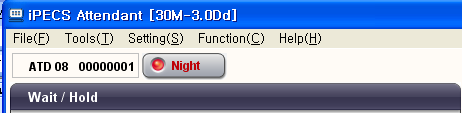 iPECS Attendant [30M-3.0Dd]
File(F) Tools(T) Setting(S) Function(C) Help(H)
ATD 08 00000001 Night
Wait / Hold